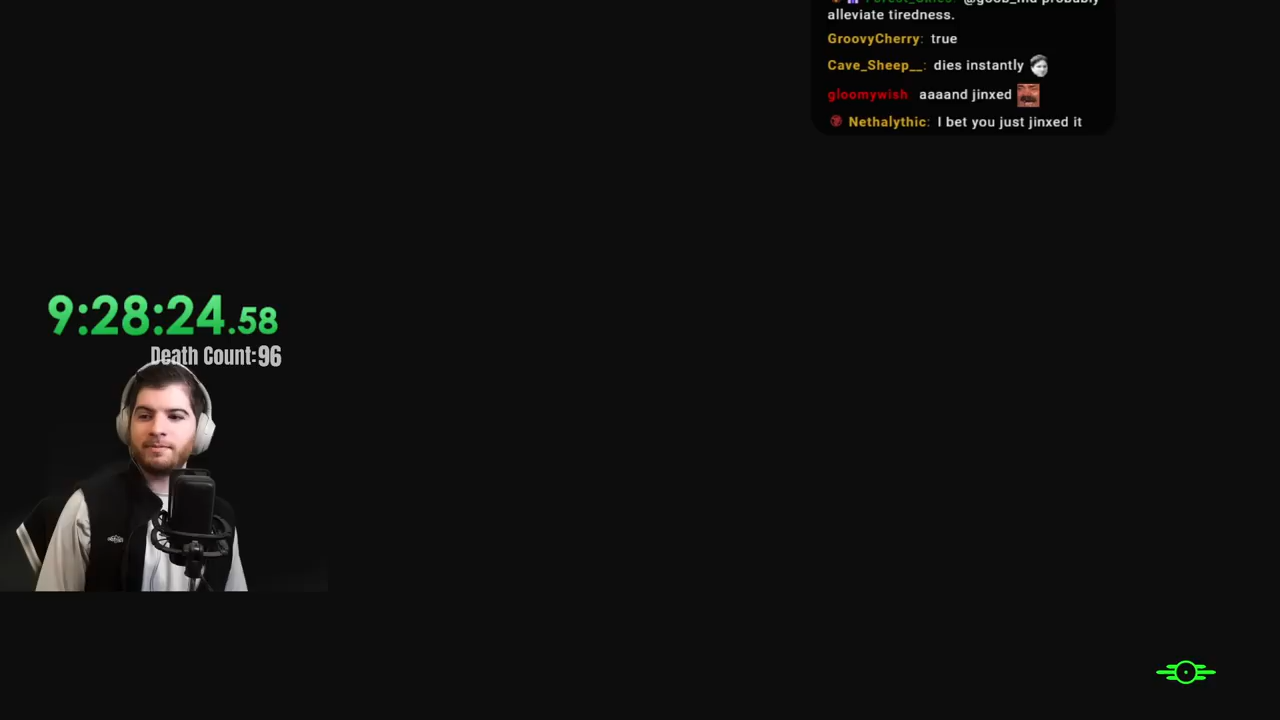 alleviate tiredness.
GroovyCherry: true
Cave_Sheep__: dies instantly
gloomywish aaaand jinxed
Nethalythic: I bet you just jinxed it
9:28:24.58
Death Count:96